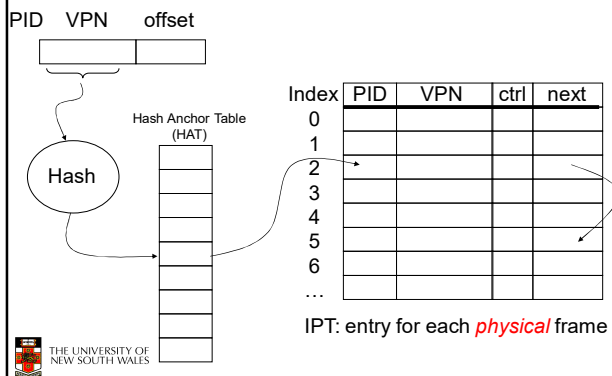 PID VPN offset
Hash
Hash Anchor Table
(HAT)
Index PID VPN ctrl next
0
1
2
3
4
5
6
...
IPT: entry for each physical frame
THE UNIVERSITY OF
NEW SOUTH WALES